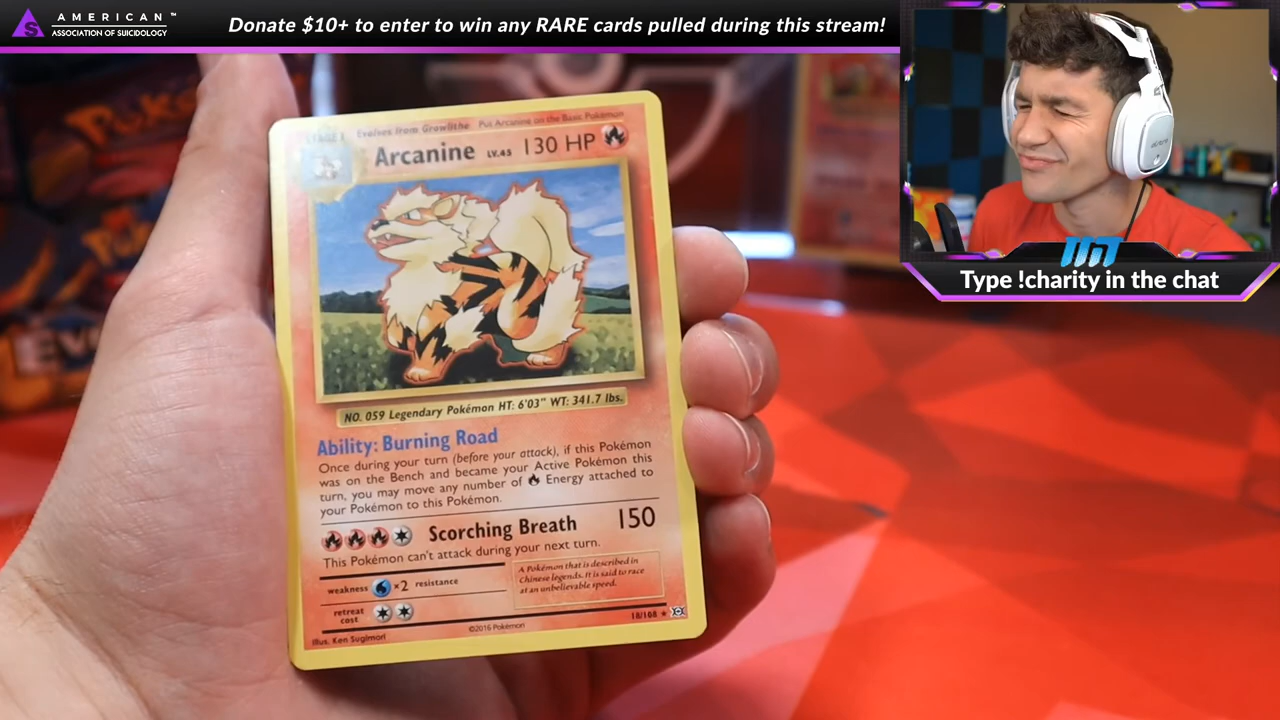 AMERICAN™
ASSOCIATION OF SUICIDOLOGY
Donate $10+ to enter to win any RARE cards pulled during this stream!
Type !charity in the chat
STAGE 1 Evolves from Growlithe Put Arcanine on the Basic Pokémon
Arcanine LV.45 130 HP
NO. 059 Legendary Pokémon HT: 6'03" WT: 341.7 lbs.
Ability: Burning Road
Once during your turn (before your attack), if this Pokémon
was on the Bench and became your Active Pokémon this
turn, you may move any number of Energy attached to
your Pokémon to this Pokémon.
Scorching Breath 150
This Pokémon can't attack during your next turn.
weakness ×2 resistance
A Pokémon that is described in
Chinese legends. It is said to race
at an unbelievable speed.
retreat
cost
18/108
Illus. Ken Sugimori ©2016 Pokémon
Poké
Ev